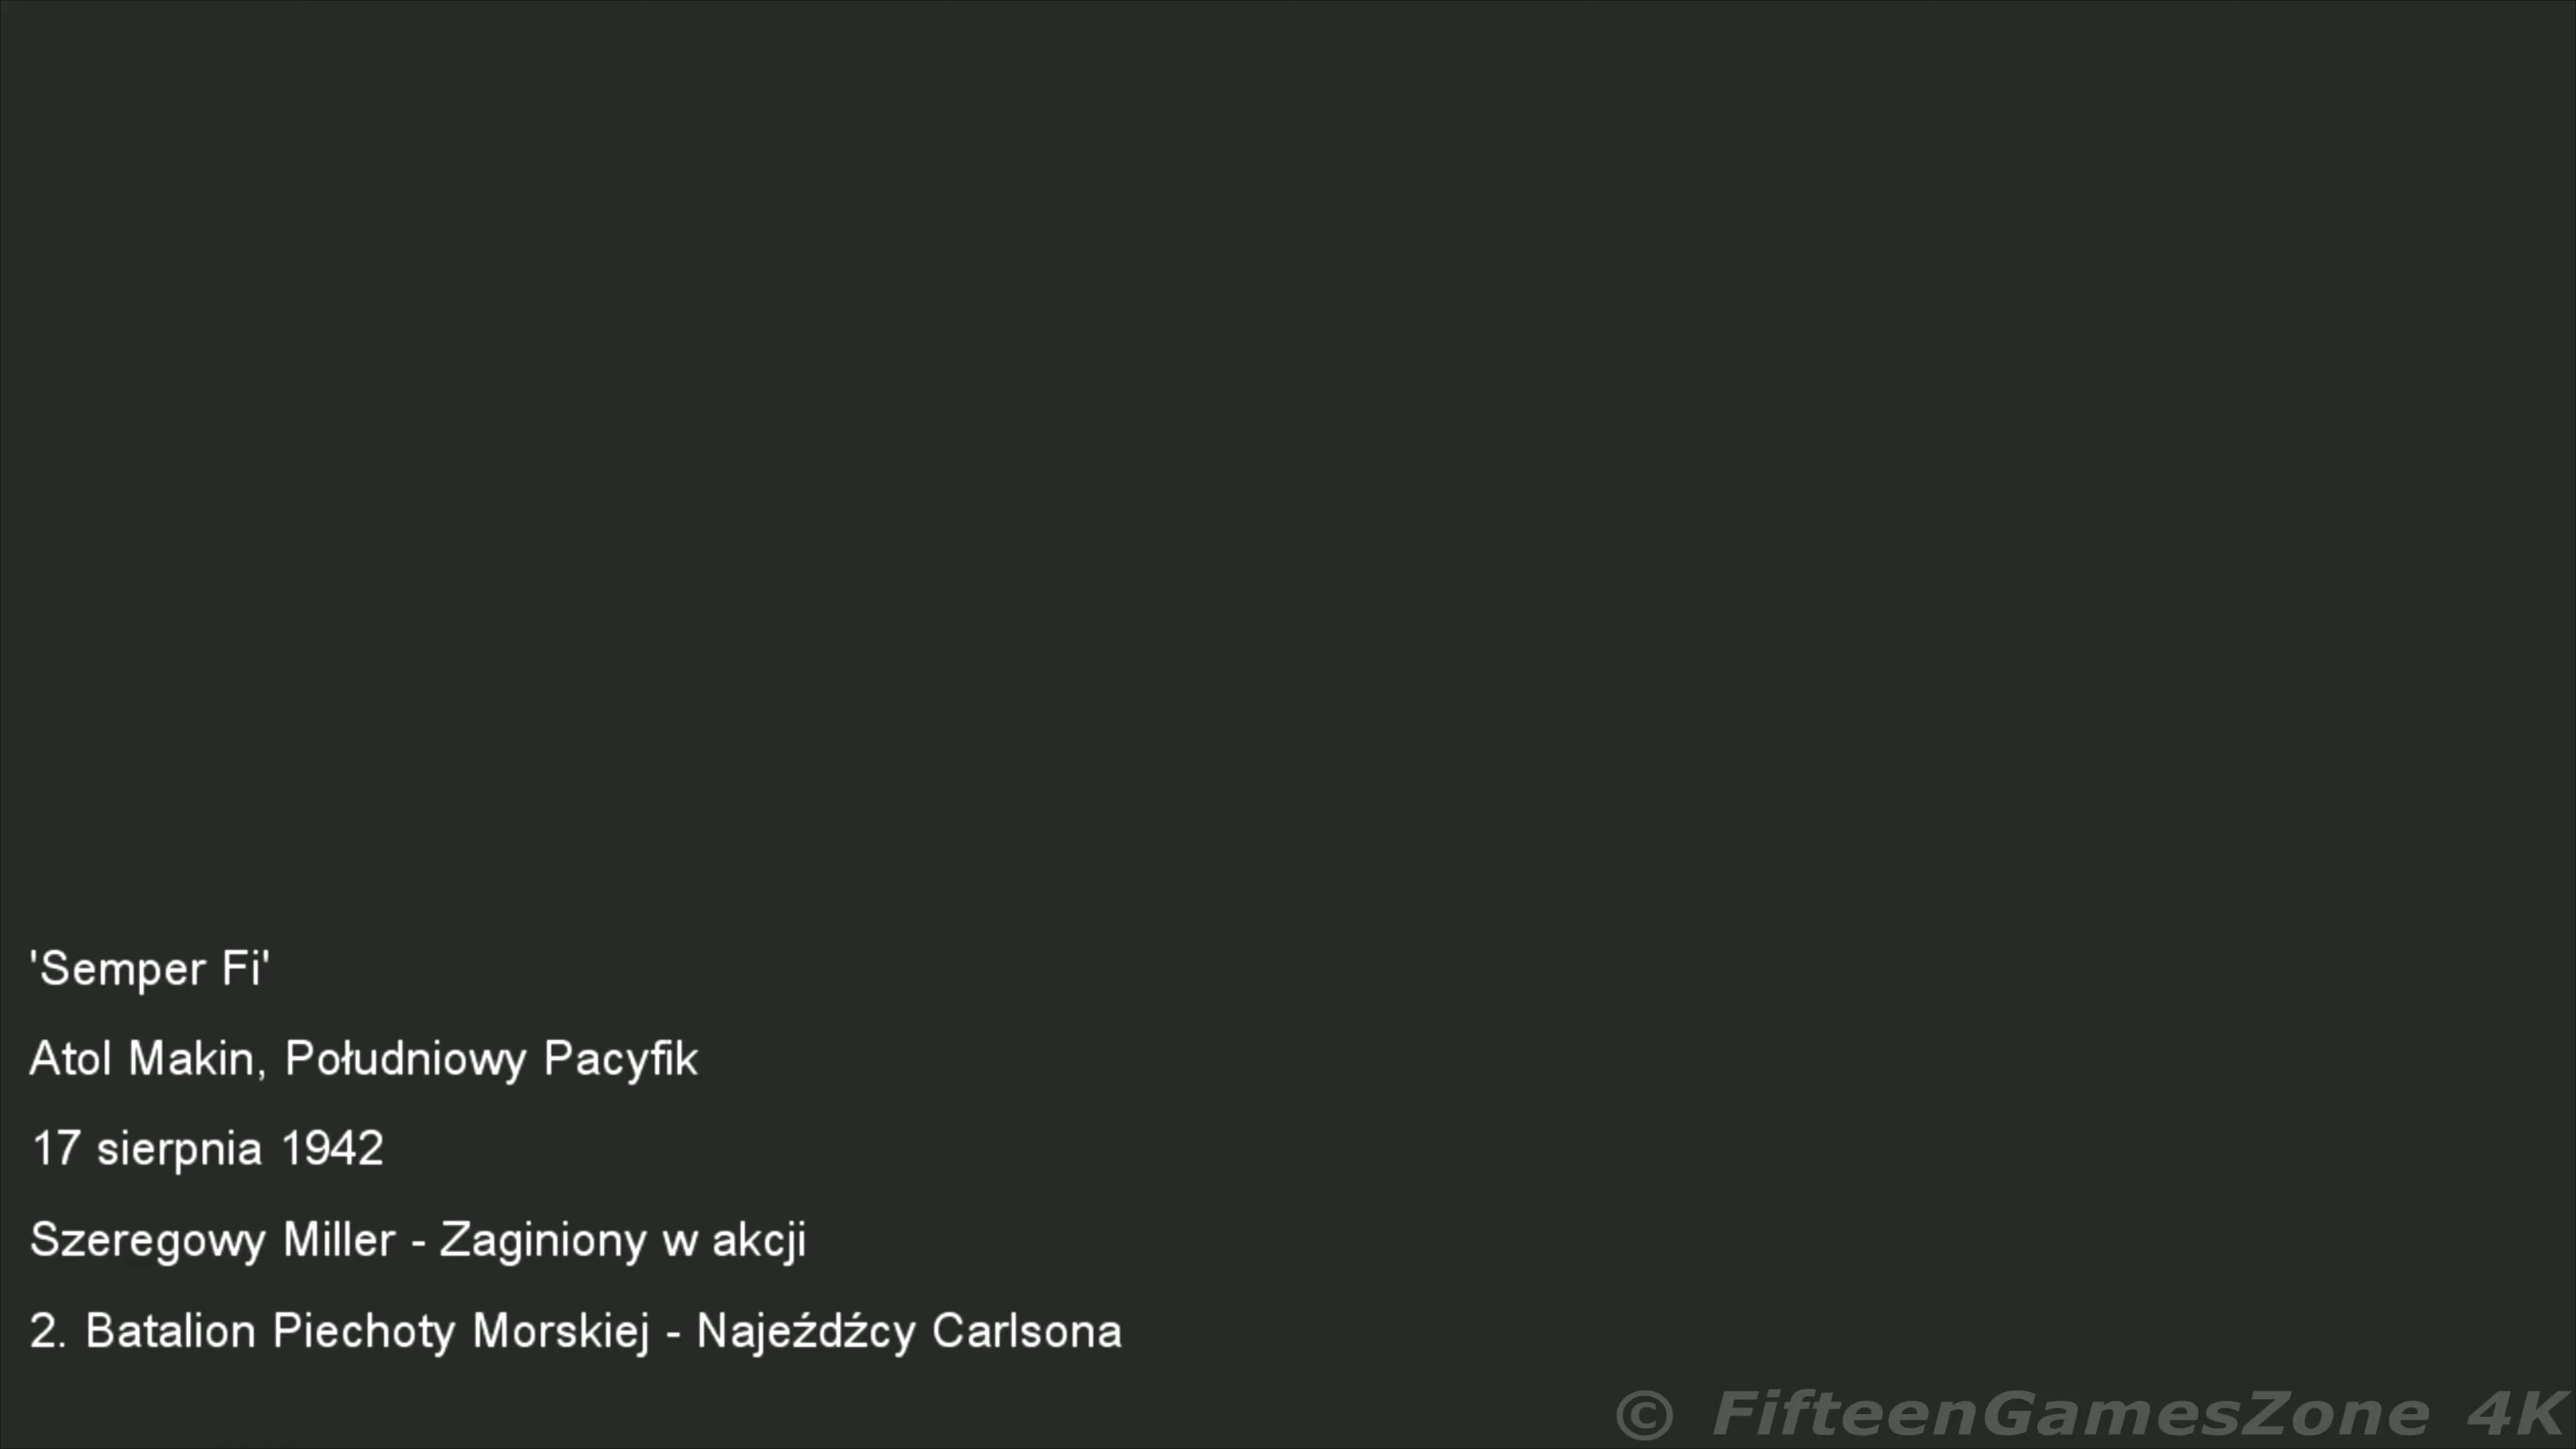 'Semper Fi'
Atol Makin, Południowy Pacyfik
17 sierpnia 1942
Szeregowy Miller - Zaginiony w akcji
2. Batalion Piechoty Morskiej - Najeźdźcy Carlsona
© FifteenGamesZone 4K